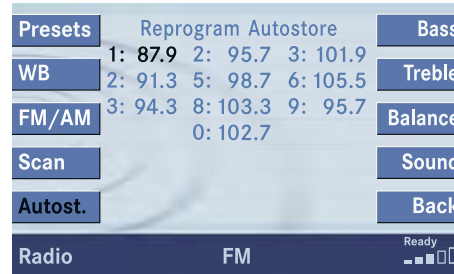 Presets Reprogram Autostore Bass
1: 87.9 2: 95.7 3: 101.9
WB 2: 91.3 5: 98.7 6: 105.5 Treble
FM/AM 3: 94.3 8: 103.3 9: 95.7 Balance
0: 102.7
Scan Sound
Autost. Back
Ready
Radio FM